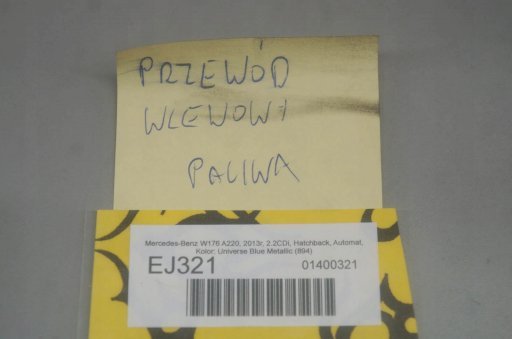 PRZEWÓD
WLEWOWY
PALIWA
Mercedes-Benz W176 A220, 2013r, 2.2CDi, Hatchback, Automat,
Kolor: Universe Blue Metallic (894)
EJ321 01400321